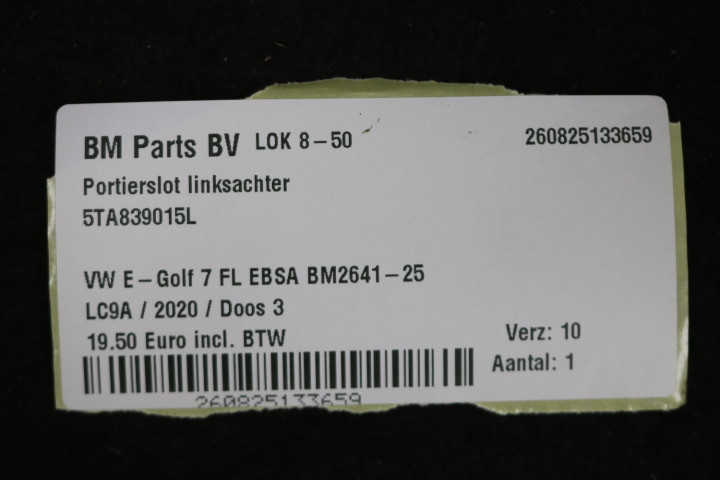 BM Parts BV LOK 8-50 260825133659
Portierslot linksachter
5TA839015L
VW E-Golf 7 FL EBSA BM2641-25
LC9A / 2020 / Doos 3
19.50 Euro incl. BTW
Verz: 10
Aantal: 1
260825133659